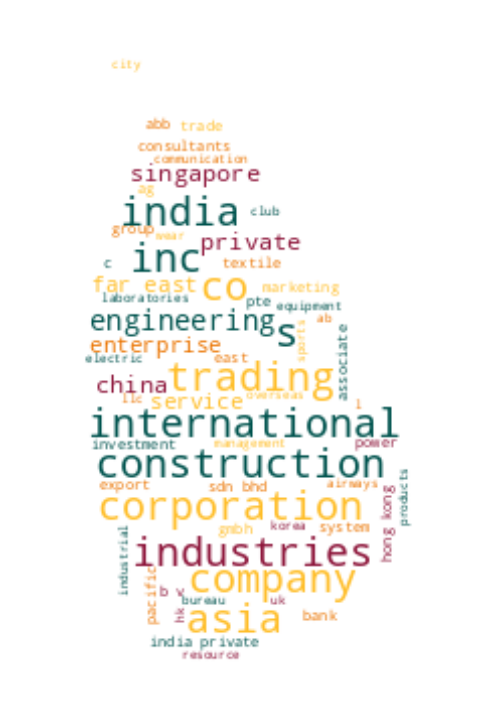 city
abb trade
consultants
communication
singapore
ag
india club
group wear
private
c inc textile
far east co marketing
laboratories pte equipment
engineering s ab
enterprise sports associate
electric east
china trading
llc service overseas l
international
investment management power
construction
export sdn bhd airways products
corporation hong kong
gmbh korea system
industrial industries
pacific company
b v
bureau uk
hk asia bank
india private
resource